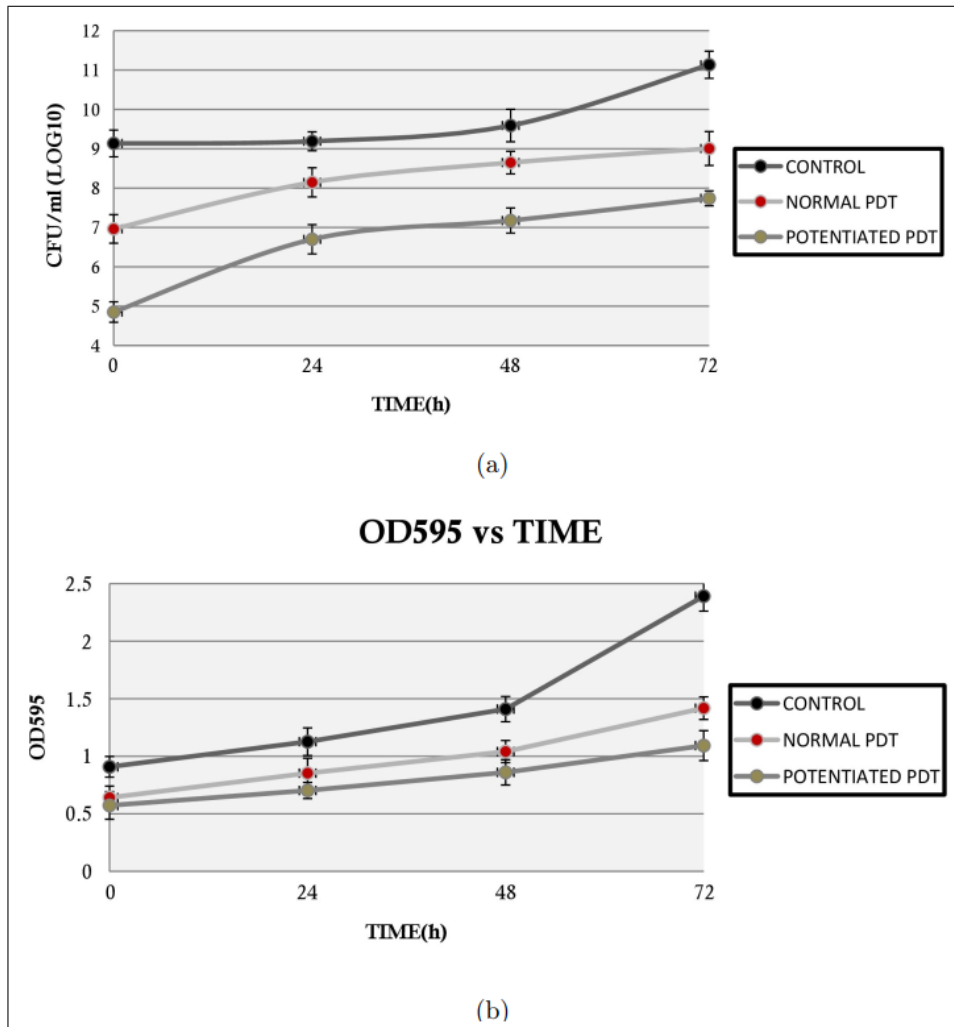 12
11
10
9
8
7
6
5
4
CFU/ml (LOG10)
0 24 48 72
TIME(h)
CONTROL
NORMAL PDT
POTENTIATED PDT
(a)
OD595 vs TIME
2.5
2
1.5
1
0.5
0
OD595
0 24 48 72
TIME(h)
CONTROL
NORMAL PDT
POTENTIATED PDT
(b)